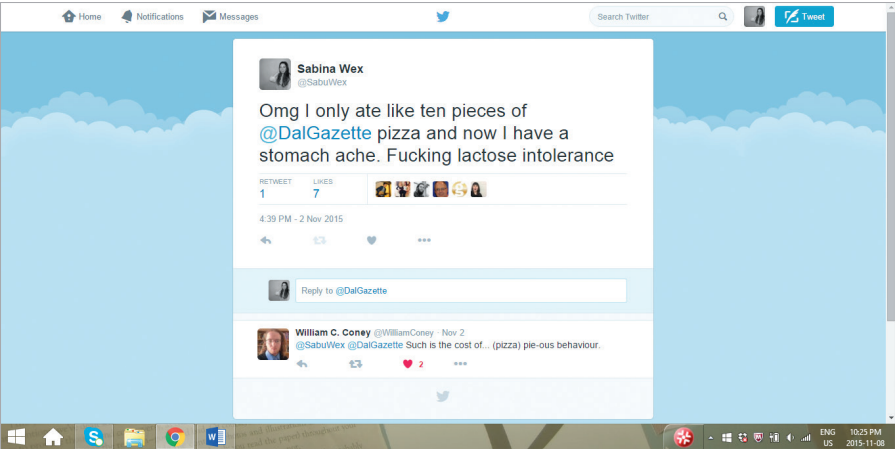 Home Notifications Messages Search Twitter Tweet
Sabina Wex
@SabuWex
Omg I only ate like ten pieces of
@DalGazette pizza and now I have a
stomach ache. Fucking lactose intolerance
RETWEET LIKES
1 7
4:39 PM - 2 Nov 2015
Reply to @DalGazette
William C. Coney @WilliamConey · Nov 2
@SabuWex @DalGazette Such is the cost of... (pizza) pie-ous behaviour.
2
ENG 10:25 PM
US 2015-11-08